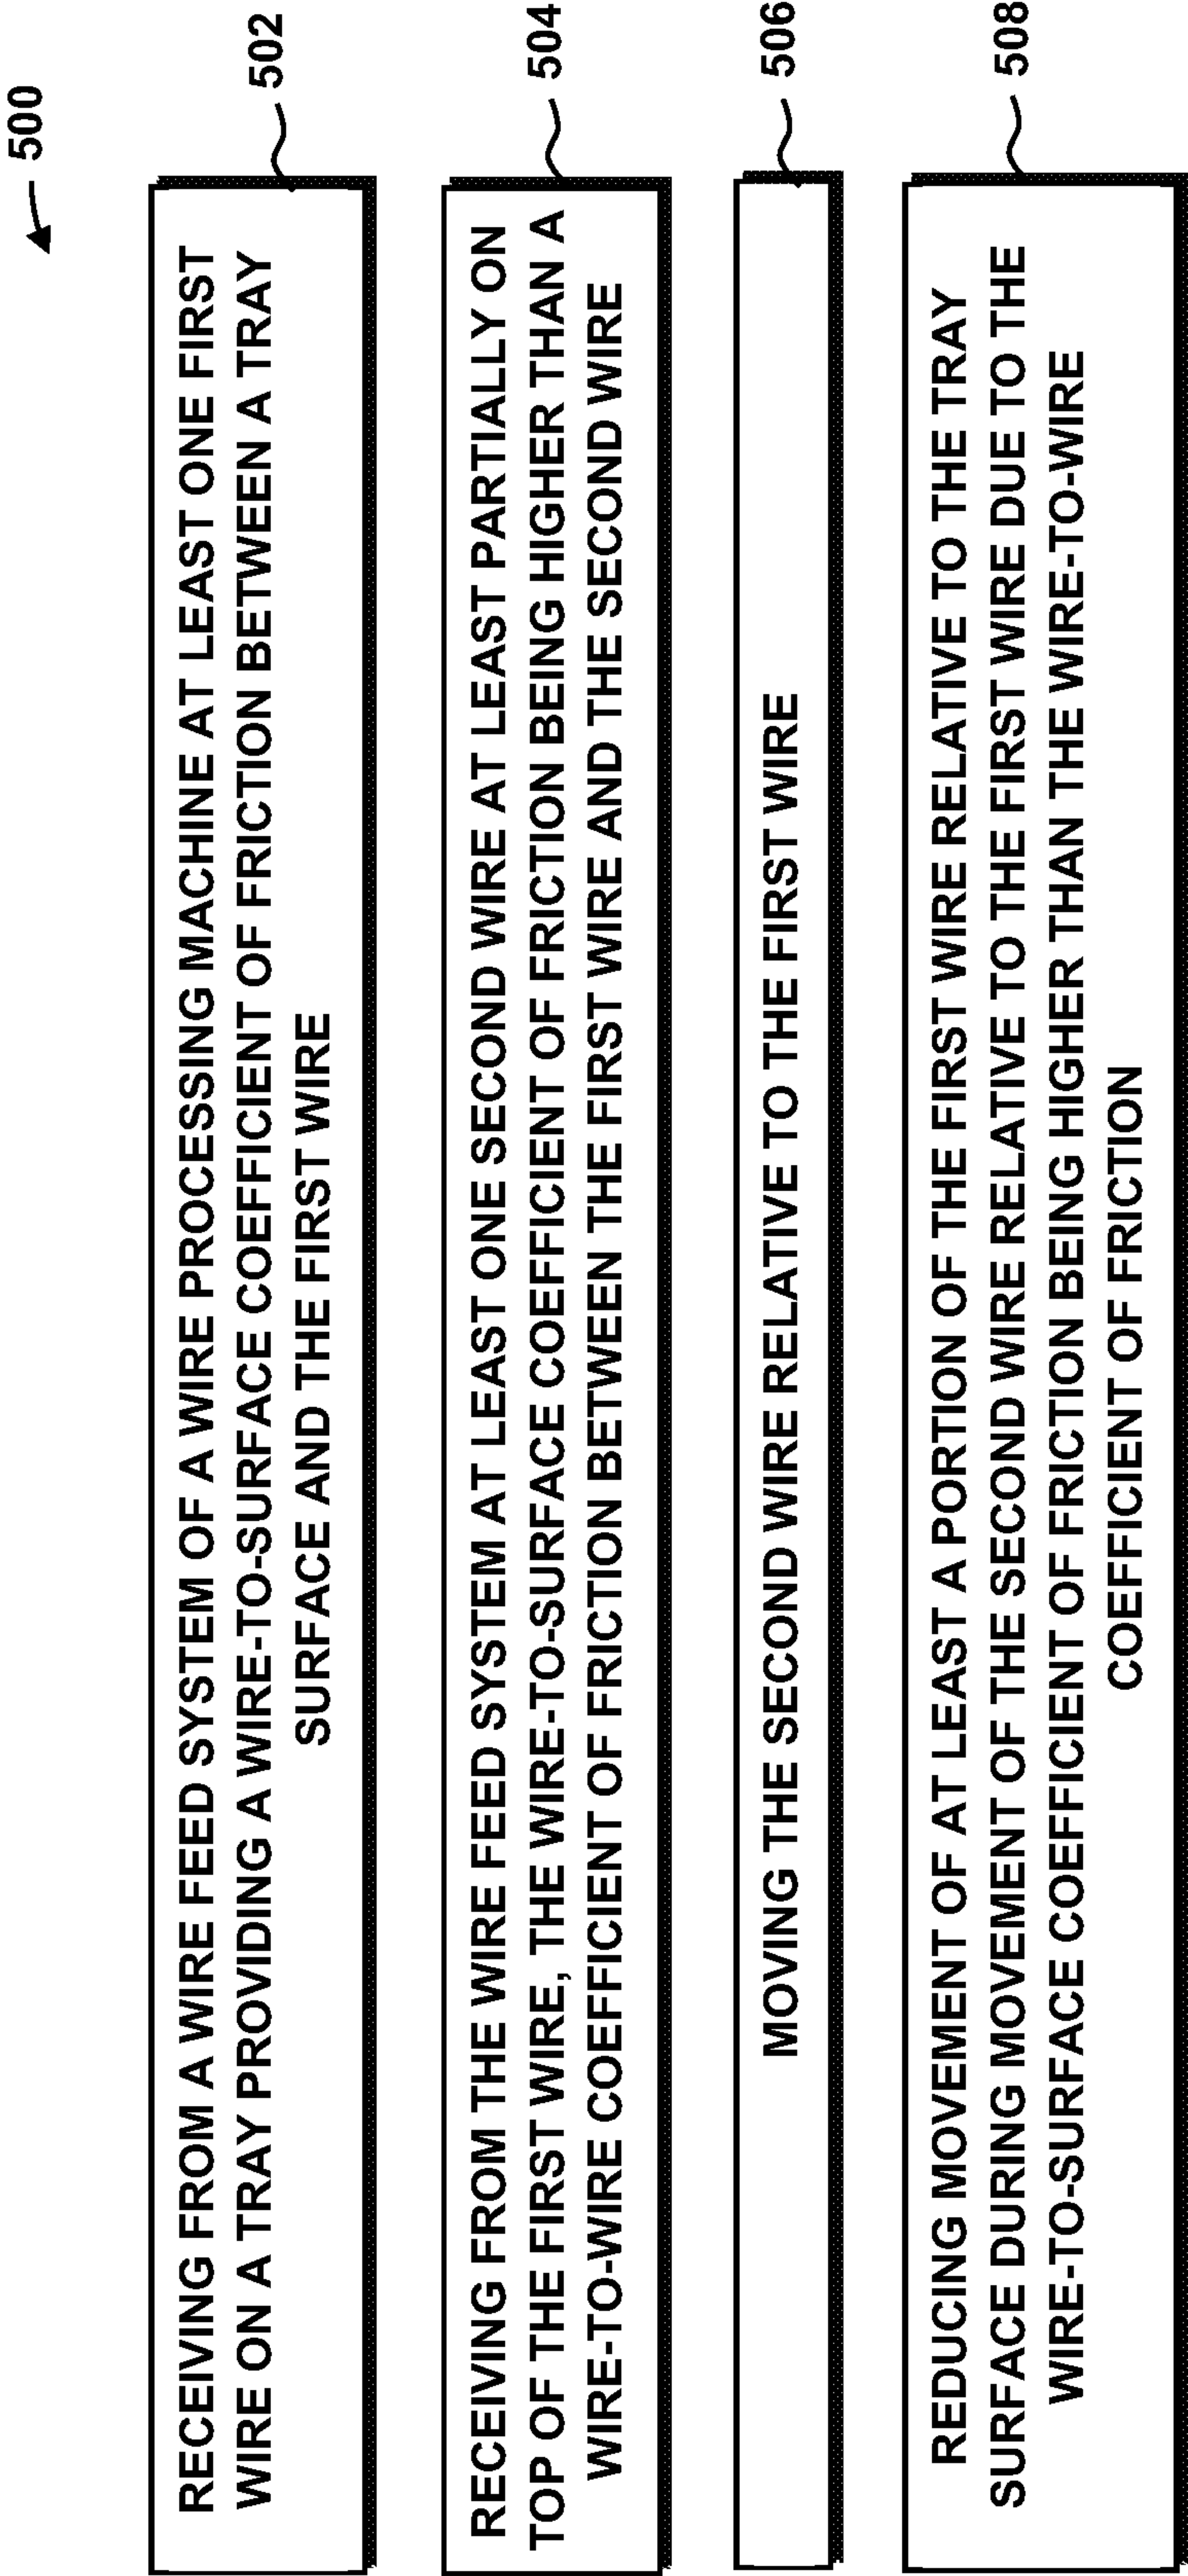 500
RECEIVING FROM A WIRE FEED SYSTEM OF A WIRE PROCESSING MACHINE AT LEAST ONE FIRST
WIRE ON A TRAY PROVIDING A WIRE-TO-SURFACE COEFFICIENT OF FRICTION BETWEEN A TRAY
SURFACE AND THE FIRST WIRE
502
RECEIVING FROM THE WIRE FEED SYSTEM AT LEAST ONE SECOND WIRE AT LEAST PARTIALLY ON
TOP OF THE FIRST WIRE, THE WIRE-TO-SURFACE COEFFICIENT OF FRICTION BEING HIGHER THAN A
WIRE-TO-WIRE COEFFICIENT OF FRICTION BETWEEN THE FIRST WIRE AND THE SECOND WIRE
504
MOVING THE SECOND WIRE RELATIVE TO THE FIRST WIRE
506
REDUCING MOVEMENT OF AT LEAST A PORTION OF THE FIRST WIRE RELATIVE TO THE TRAY
SURFACE DURING MOVEMENT OF THE SECOND WIRE RELATIVE TO THE FIRST WIRE DUE TO THE
WIRE-TO-SURFACE COEFFICIENT OF FRICTION BEING HIGHER THAN THE WIRE-TO-WIRE
COEFFICIENT OF FRICTION
508